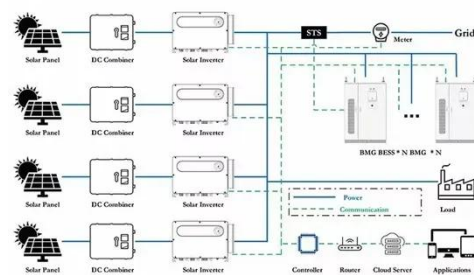 STS
Meter
Grid
Solar Panel DC Combiner Solar Inverter
Solar Panel DC Combiner Solar Inverter
BMG BESS * N BMG * N
Solar Panel DC Combiner Solar Inverter
Power
Communication
Load
Solar Panel DC Combiner Solar Inverter
Controller Router Cloud Server Applications